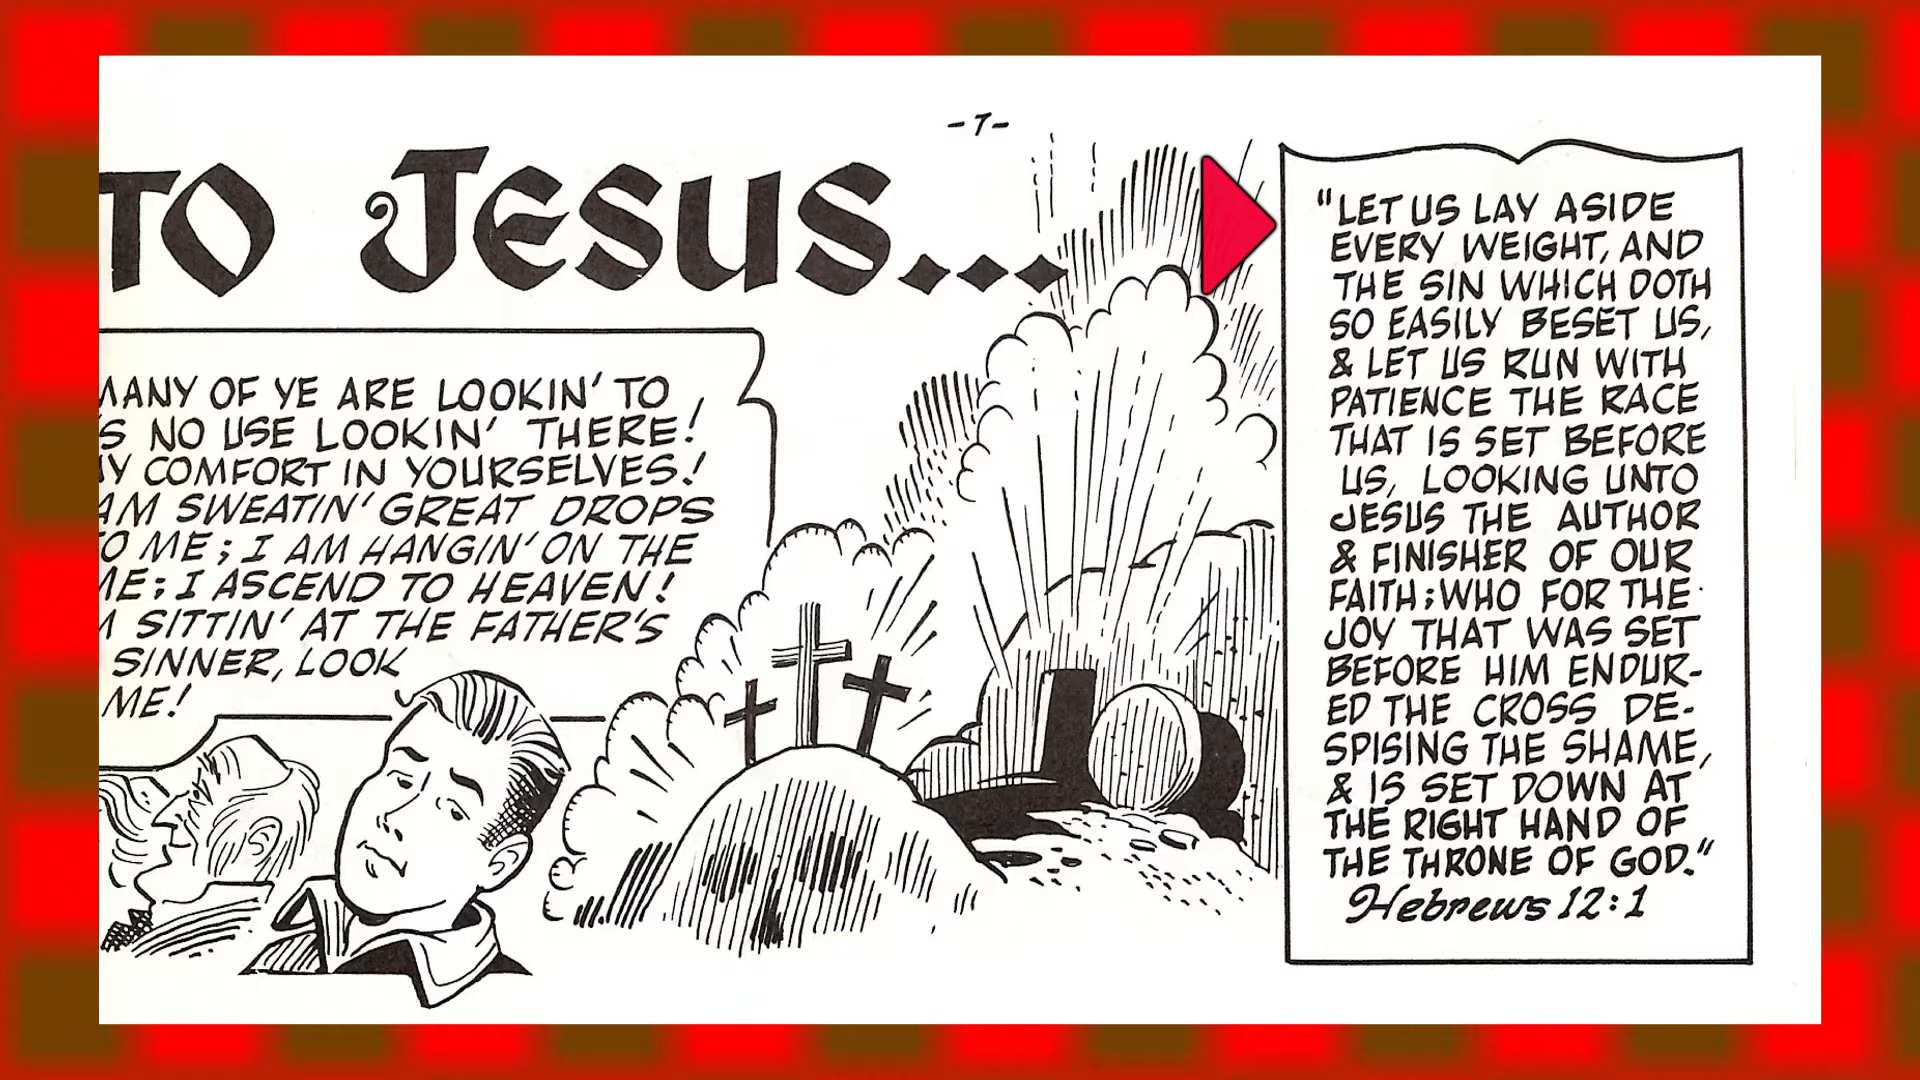 -7-
TO JESUS...
MANY OF YE ARE LOOKIN' TO
NO USE LOOKIN' THERE!
COMFORT IN YOURSELVES!
AM SWEATIN' GREAT DROPS
TO ME; I AM HANGIN' ON THE
ME; I ASCEND TO HEAVEN!
SITTIN' AT THE FATHER'S
SINNER, LOOK
ME!
"LET US LAY ASIDE
EVERY WEIGHT, AND
THE SIN WHICH DOTH
SO EASILY BESET US,
& LET US RUN WITH
PATIENCE THE RACE
THAT IS SET BEFORE
US, LOOKING UNTO
JESUS THE AUTHOR
& FINISHER OF OUR
FAITH; WHO FOR THE
JOY THAT WAS SET
BEFORE HIM ENDUR-
ED THE CROSS DE-
SPISING THE SHAME,
& IS SET DOWN AT
THE RIGHT HAND OF
THE THRONE OF GOD."
Hebrews 12:1